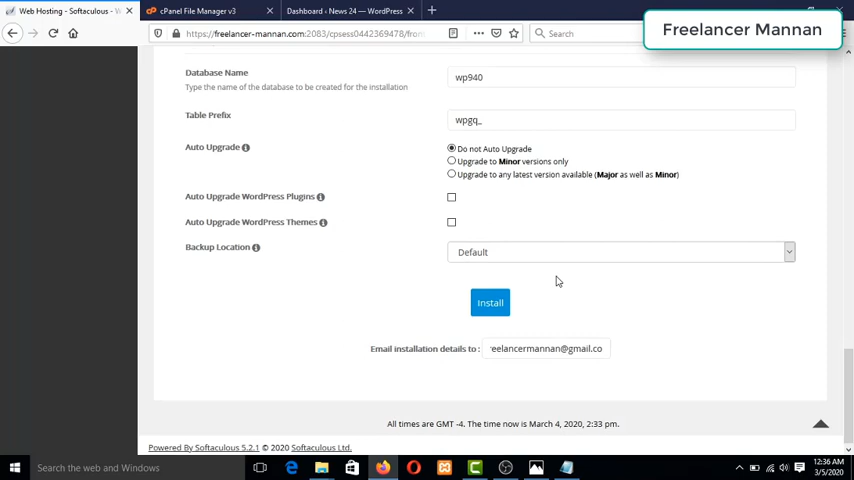 Web Hosting - Softaculous - W
cPanel File Manager v3
Dashboard ‹ News 24 — WordPress
https://freelancer-mannan.com:2083/cpsess0442369478/fron
Search
Freelancer Mannan
Database Name
wp940
Type the name of the database to be created for the installation
Table Prefix
wpgq_
Auto Upgrade
Do not Auto Upgrade
Upgrade to Minor versions only
Upgrade to any latest version available (Major as well as Minor)
Auto Upgrade WordPress Plugins
Auto Upgrade WordPress Themes
Backup Location
Default
Install
Email installation details to :
reelancermannan@gmail.co
All times are GMT -4. The time now is March 4, 2020, 2:33 pm.
Powered By Softaculous 5.2.1 © 2020 Softaculous Ltd.
Search the web and Windows
12:36 AM
3/5/2020